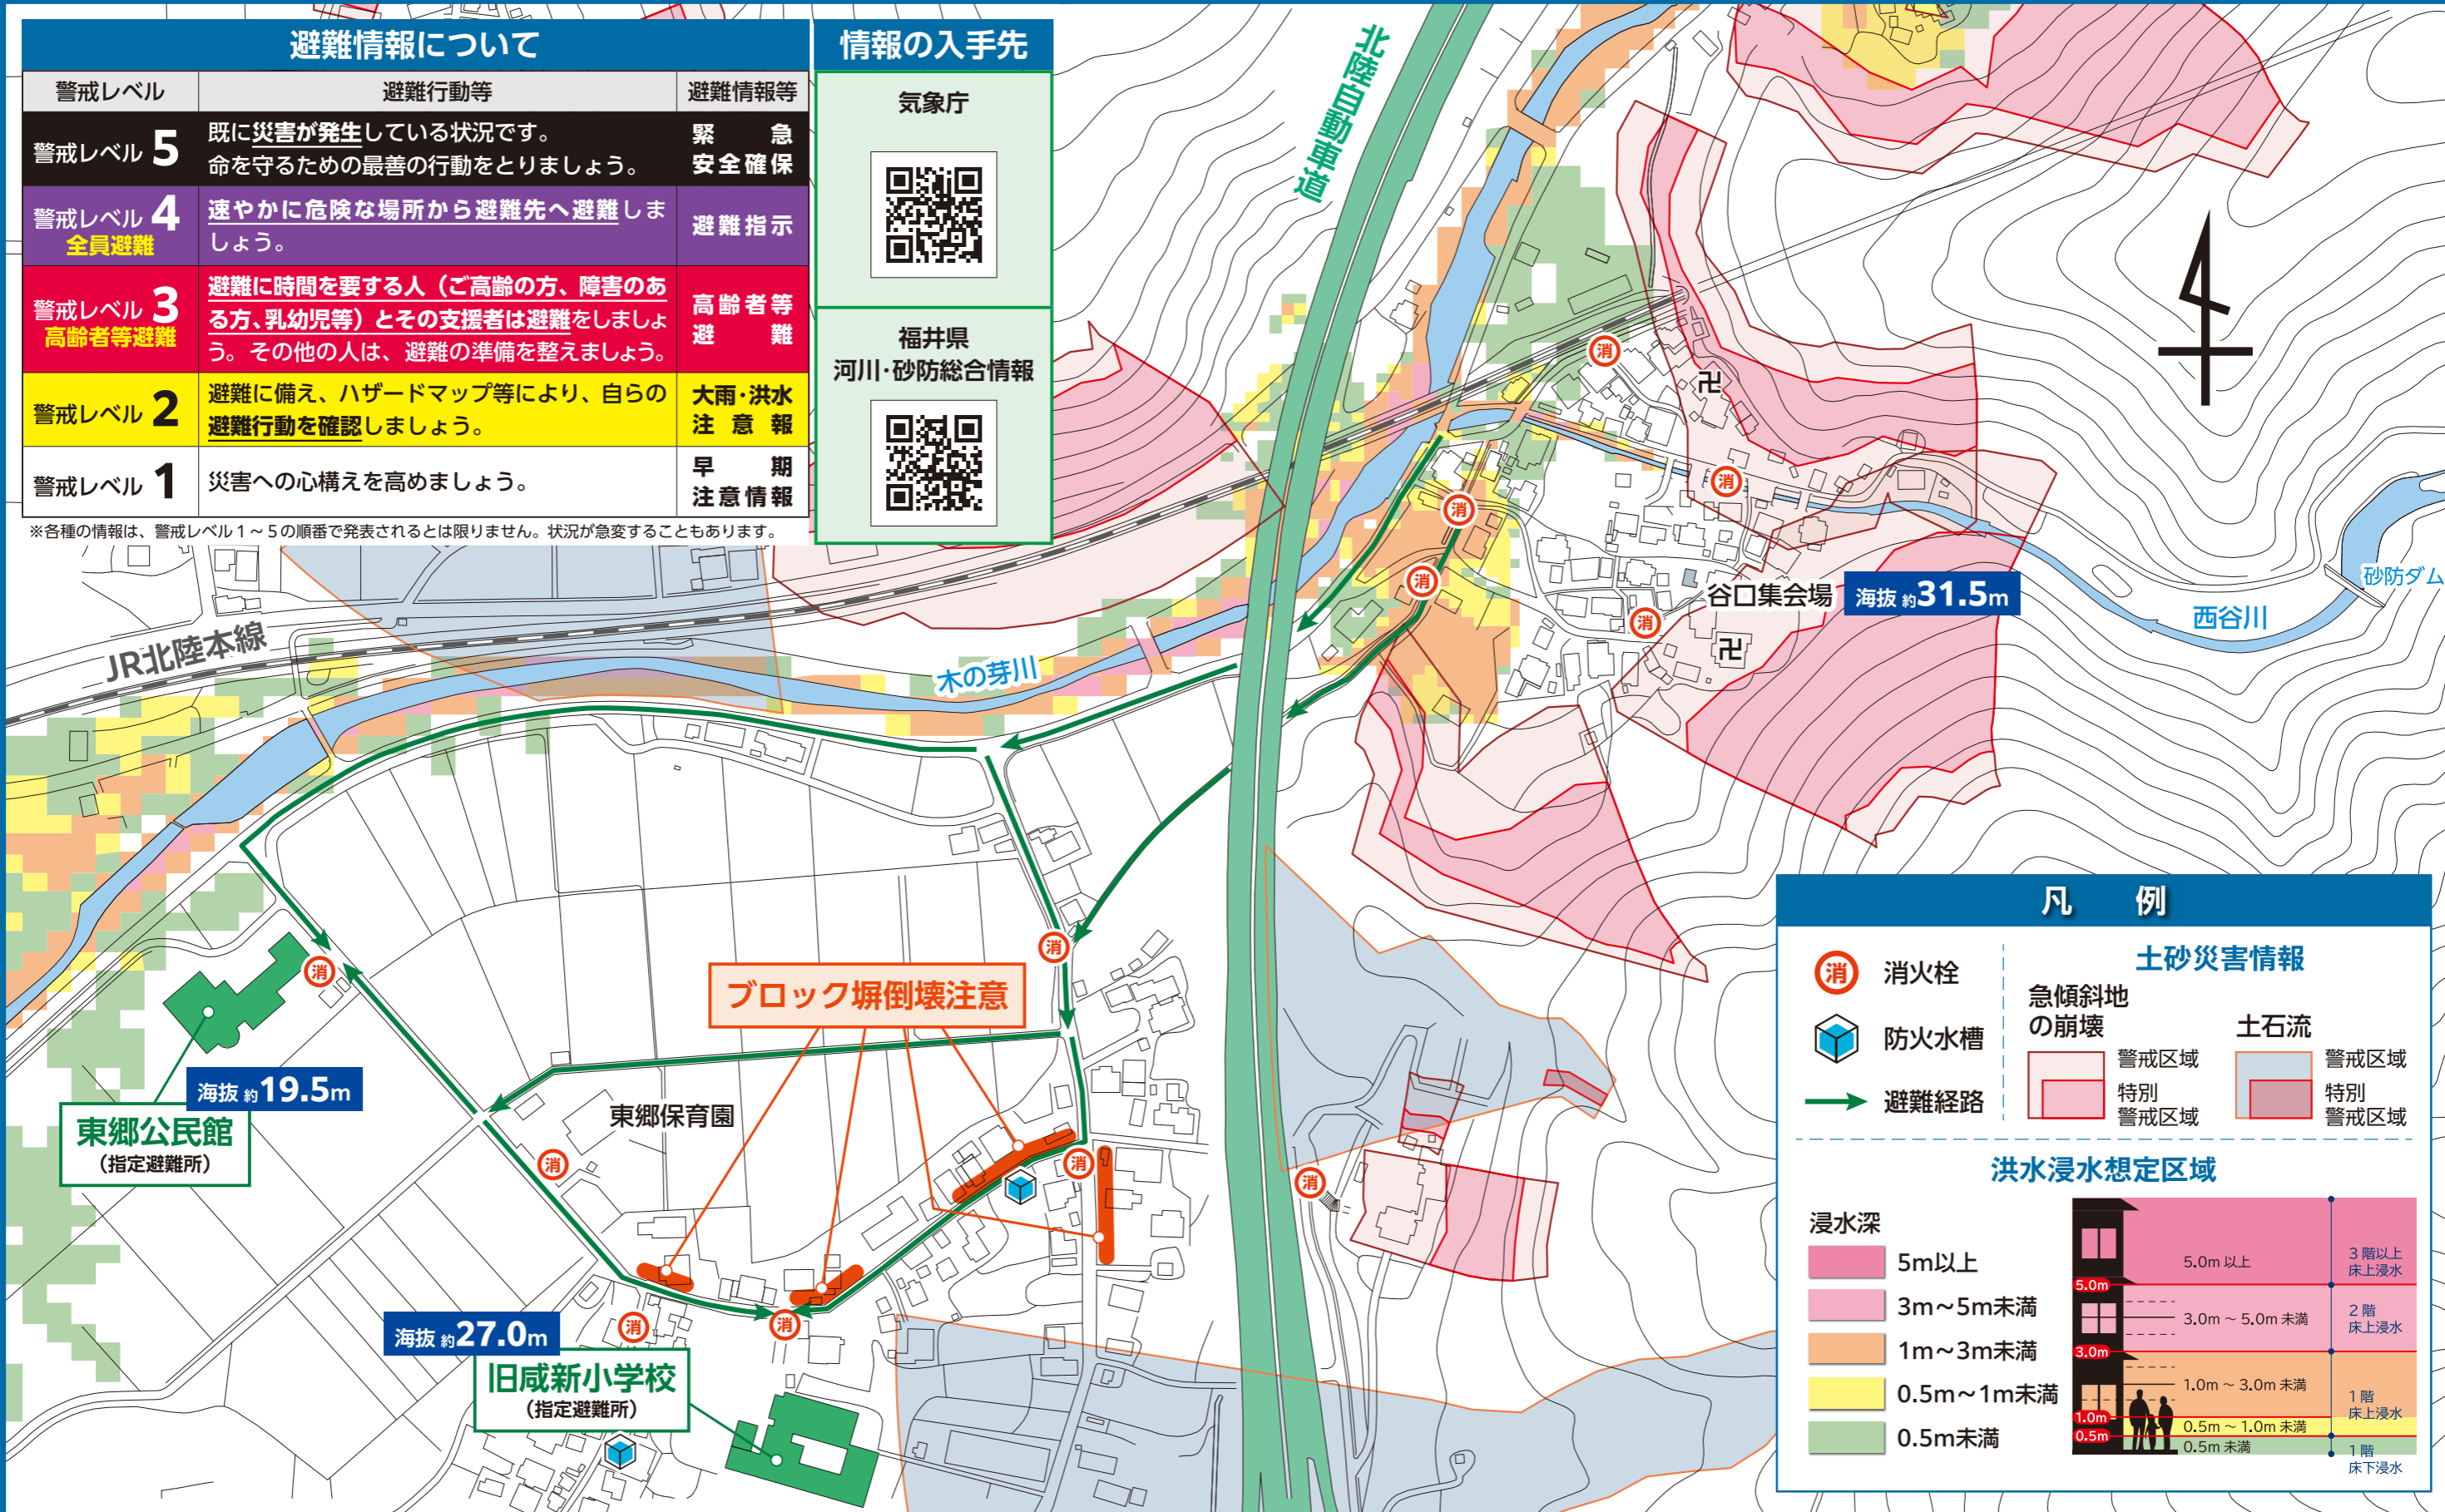 避難情報について
警戒レベル 避難行動等 避難情報等
警戒レベル 5
既に災害が発生している状況です。
命を守るための最善の行動をとりましょう。
緊急
安全確保
警戒レベル 4
全員避難
速やかに危険な場所から避難先へ避難しま
しょう。
避難指示
警戒レベル 3
高齢者等避難
避難に時間を要する人（ご高齢の方、障害のあ
る方、乳幼児等）とその支援者は避難をしましょ
う。その他の人は、避難の準備を整えましょう。
高齢者等
避難
警戒レベル 2
避難に備え、ハザードマップ等により、自らの
避難行動を確認しましょう。
大雨・洪水
注意報
警戒レベル 1
災害への心構えを高めましょう。
早期
注意情報
※各種の情報は、警戒レベル１～５の順番で発表されるとは限りません。状況が急変することもあります。
情報の入手先
気象庁
福井県
河川・砂防総合情報
北陸自動車道
消
卍
消
消
消
谷口集会場
海抜 約31.5m
消
卍
砂防ダム
西谷川
JR北陸本線
木の芽川
消
消
ブロック塀倒壊注意
海抜 約19.5m
東郷公民館
（指定避難所）
東郷保育園
消
消
消
海抜 約27.0m
消
消
旧咸新小学校
（指定避難所）
凡 例
消 消火栓
防火水槽
避難経路
土砂災害情報
急傾斜地
の崩壊
警戒区域
特別
警戒区域
土石流
警戒区域
特別
警戒区域
洪水浸水想定区域
浸水深
5m以上
3m～5m未満
1m～3m未満
0.5m～1m未満
0.5m未満
5.0m 以上
3 階以上
床上浸水
5.0m
3.0m ～ 5.0m 未満
2 階
床上浸水
3.0m
1.0m ～ 3.0m 未満
1 階
床上浸水
1.0m
0.5m ～ 1.0m 未満
0.5m
0.5m 未満
1 階
床下浸水